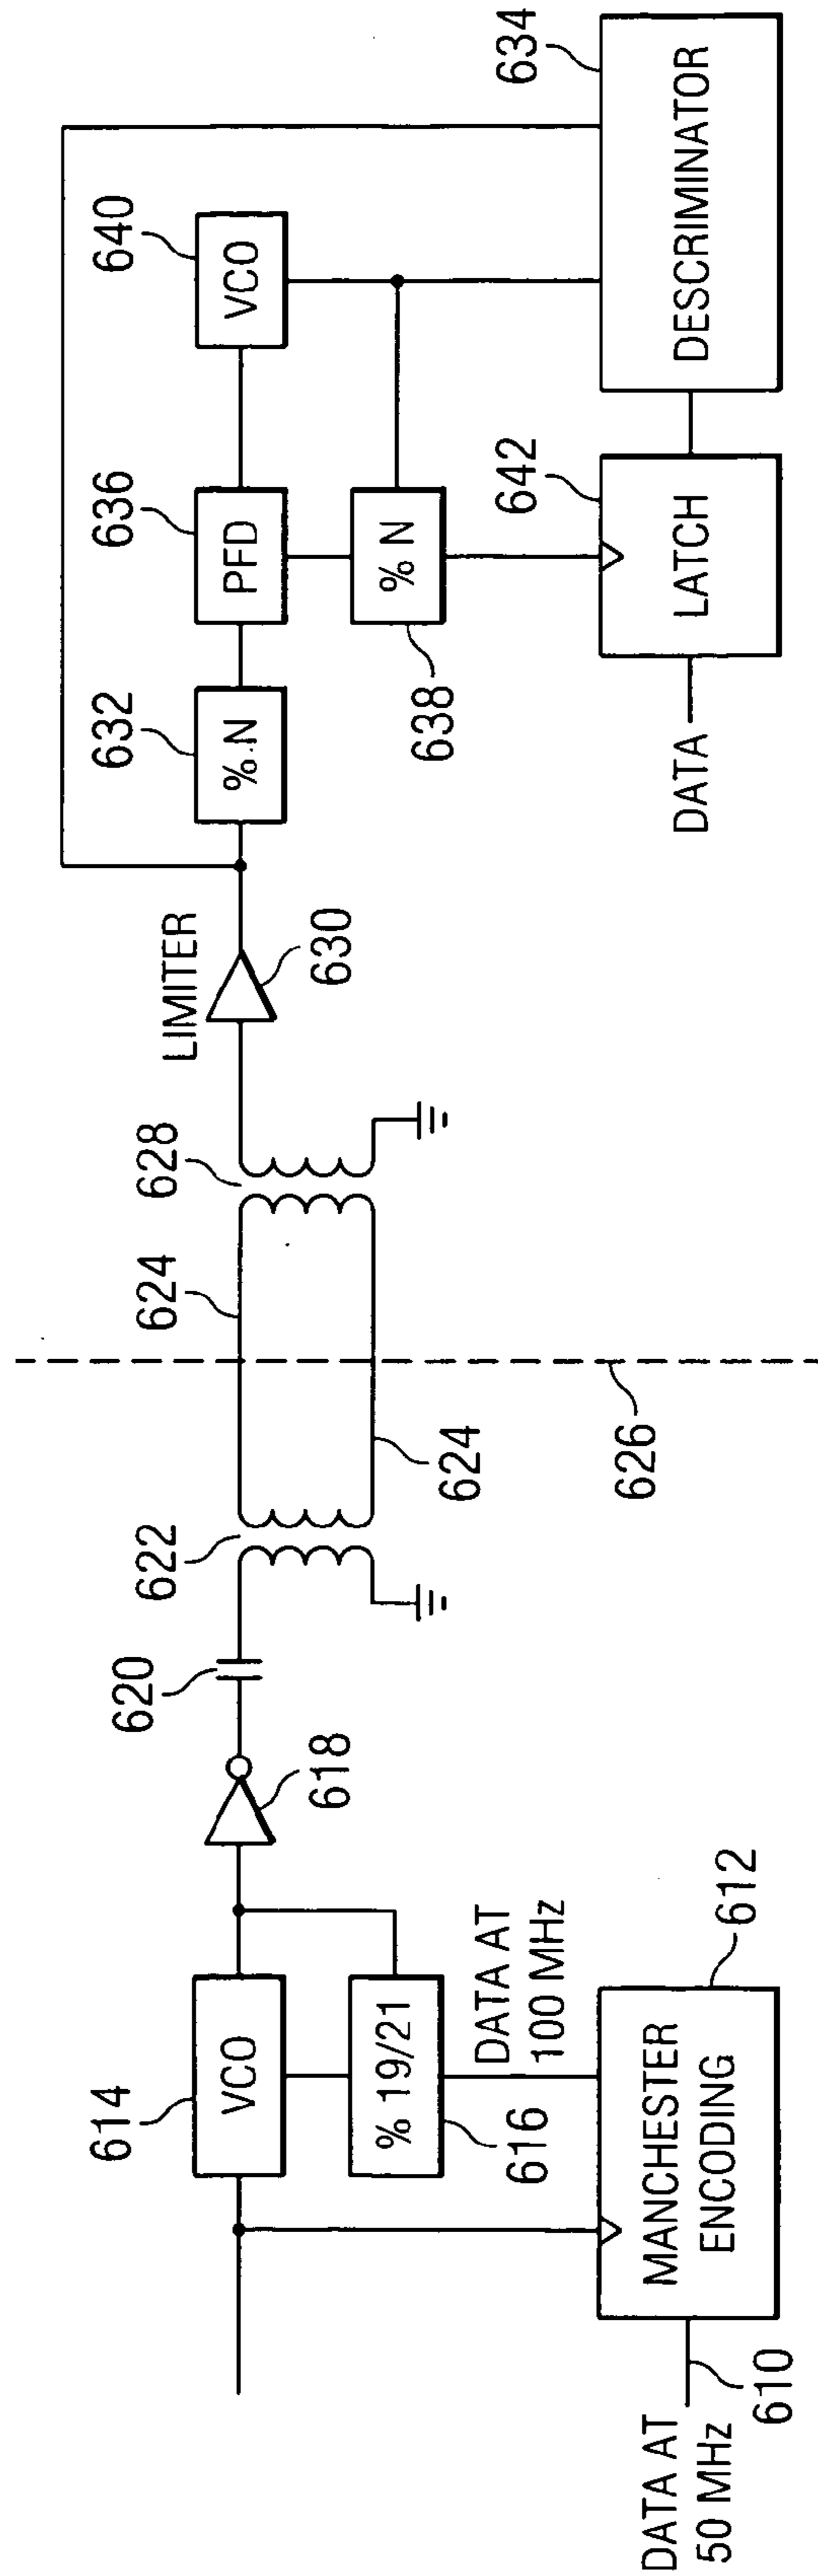 614
VCO
% 19/21
616
DATA AT
100 MHz
MANCHESTER
ENCODING
612
DATA AT
50 MHz
610
618
620
622
624
624
626
628
LIMITER
630
632
% N
636
PFD
640
VCO
% N
638
642
LATCH
DATA
634
DESCRIMINATOR